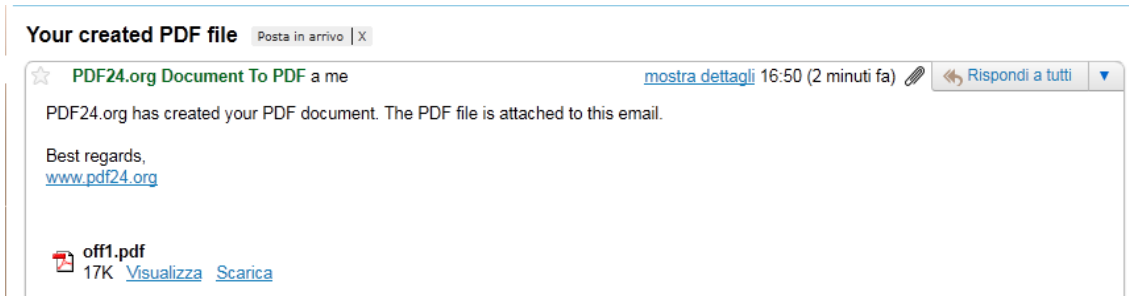 Your created PDF file Posta in arrivo | X
PDF24.org Document To PDF a me mostra dettagli 16:50 (2 minuti fa) Rispondi a tutti
PDF24.org has created your PDF document. The PDF file is attached to this email.
Best regards,
www.pdf24.org
off1.pdf
17K Visualizza Scarica